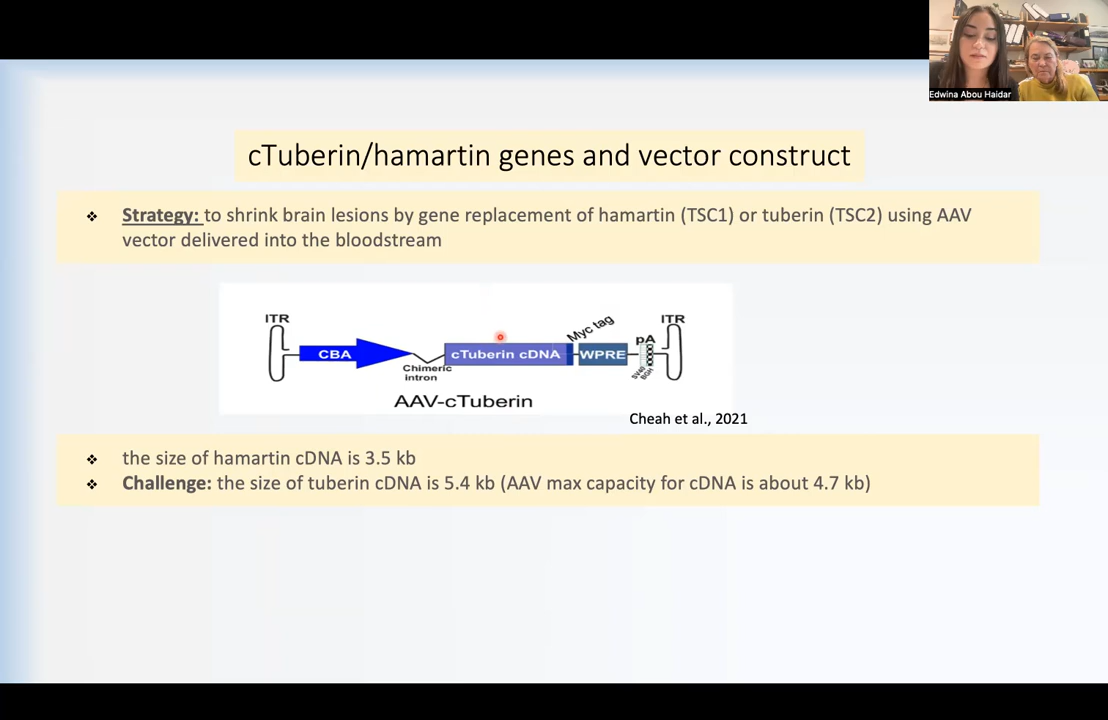 Edwina Abou Haidar
cTuberin/hamartin genes and vector construct
❖ Strategy: to shrink brain lesions by gene replacement of hamartin (TSC1) or tuberin (TSC2) using AAV
vector delivered into the bloodstream
ITR
CBA
Chimeric
intron
cTuberin cDNA
Myc tag
WPRE
pA
SV40
BGH
ITR
AAV-cTuberin
Cheah et al., 2021
❖ the size of hamartin cDNA is 3.5 kb
❖ Challenge: the size of tuberin cDNA is 5.4 kb (AAV max capacity for cDNA is about 4.7 kb)